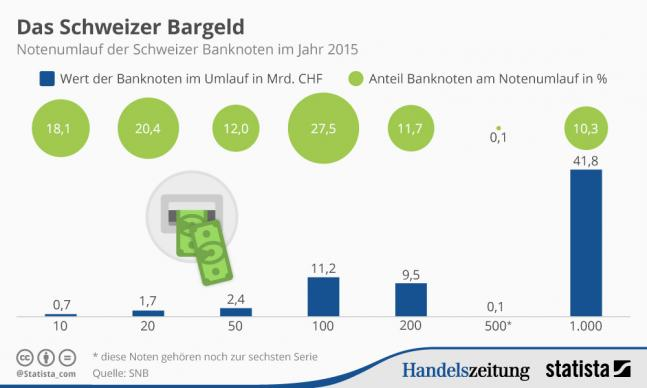 Das Schweizer Bargeld
Notenumlauf der Schweizer Banknoten im Jahr 2015
Wert der Banknoten im Umlauf in Mrd. CHF Anteil Banknoten am Notenumlauf in %
18,1 20,4 12,0 27,5 11,7 0,1 10,3
0,7 1,7 2,4 11,2 9,5 0,1 41,8
10 20 50 100 200 500* 1.000
* diese Noten gehören noch zur sechsten Serie
@Statista_com Quelle: SNB
Handelszeitung statista